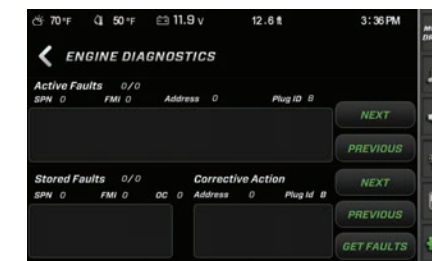 70 °F 50 °F 11.9 v 12.6 ft 3:36 PM
ENGINE DIAGNOSTICS
Active Faults 0/0
SPN 0 FMI 0 Address 0 Plug ID B
NEXT
PREVIOUS
Stored Faults 0/0 Corrective Action
SPN 0 FMI 0 OC 0 Address 0 Plug Id B
NEXT
PREVIOUS
GET FAULTS